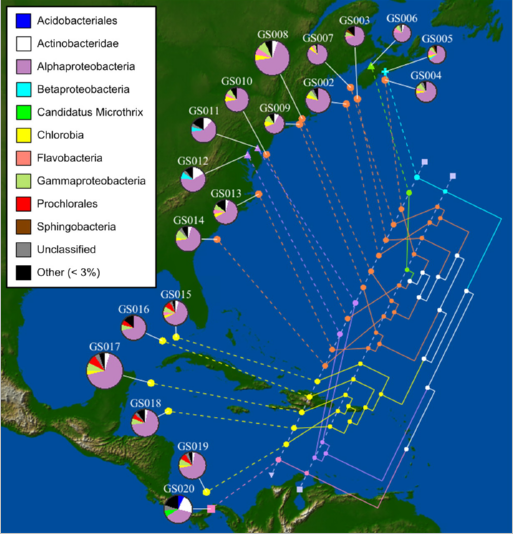 GS006
GS003
GS008
GS007
GS005
GS010
GS002
GS004
GS009
GS011
GS012
GS013
GS014
GS015
GS016
GS017
GS018
GS019
GS020
Acidobacteriales
Actinobacteridae
Alphaproteobacteria
Betaproteobacteria
Candidatus Microthrix
Chlorobia
Flavobacteria
Gammaproteobacteria
Prochlorales
Sphingobacteria
Unclassified
Other (< 3%)